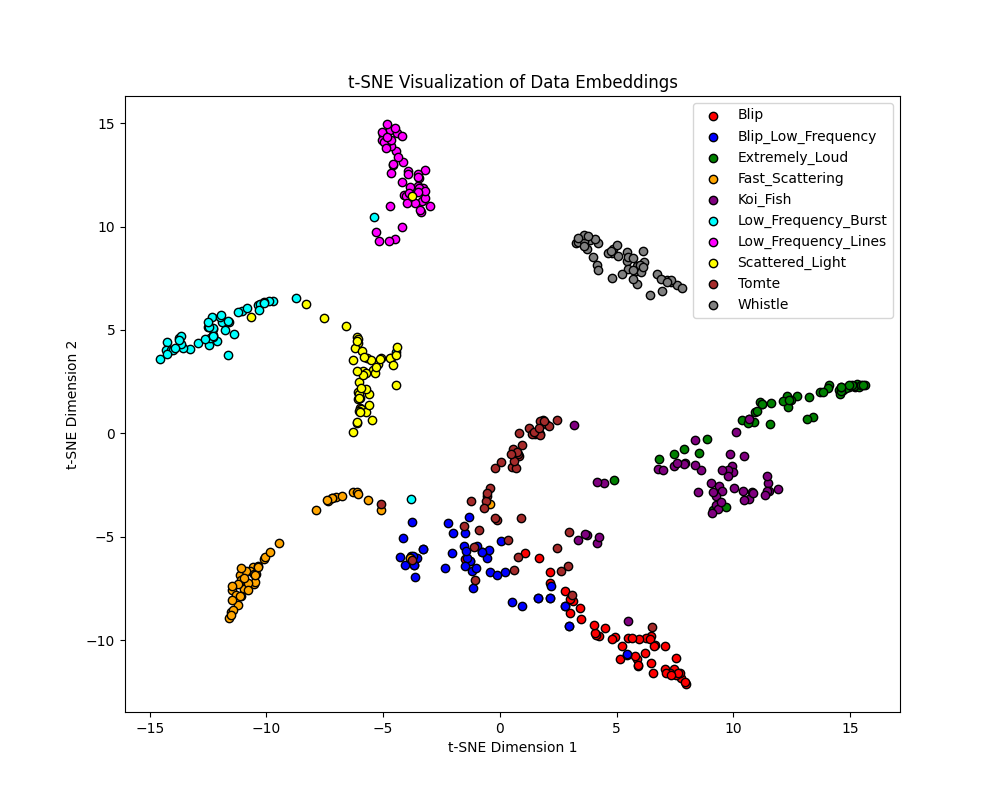 t-SNE Visualization of Data Embeddings
Blip
Blip_Low_Frequency
Extremely_Loud
Fast_Scattering
Koi_Fish
Low_Frequency_Burst
Low_Frequency_Lines
Scattered_Light
Tomte
Whistle
15
10
5
0
−5
−10
t-SNE Dimension 2
−15
−10
−5
0
5
10
15
t-SNE Dimension 1